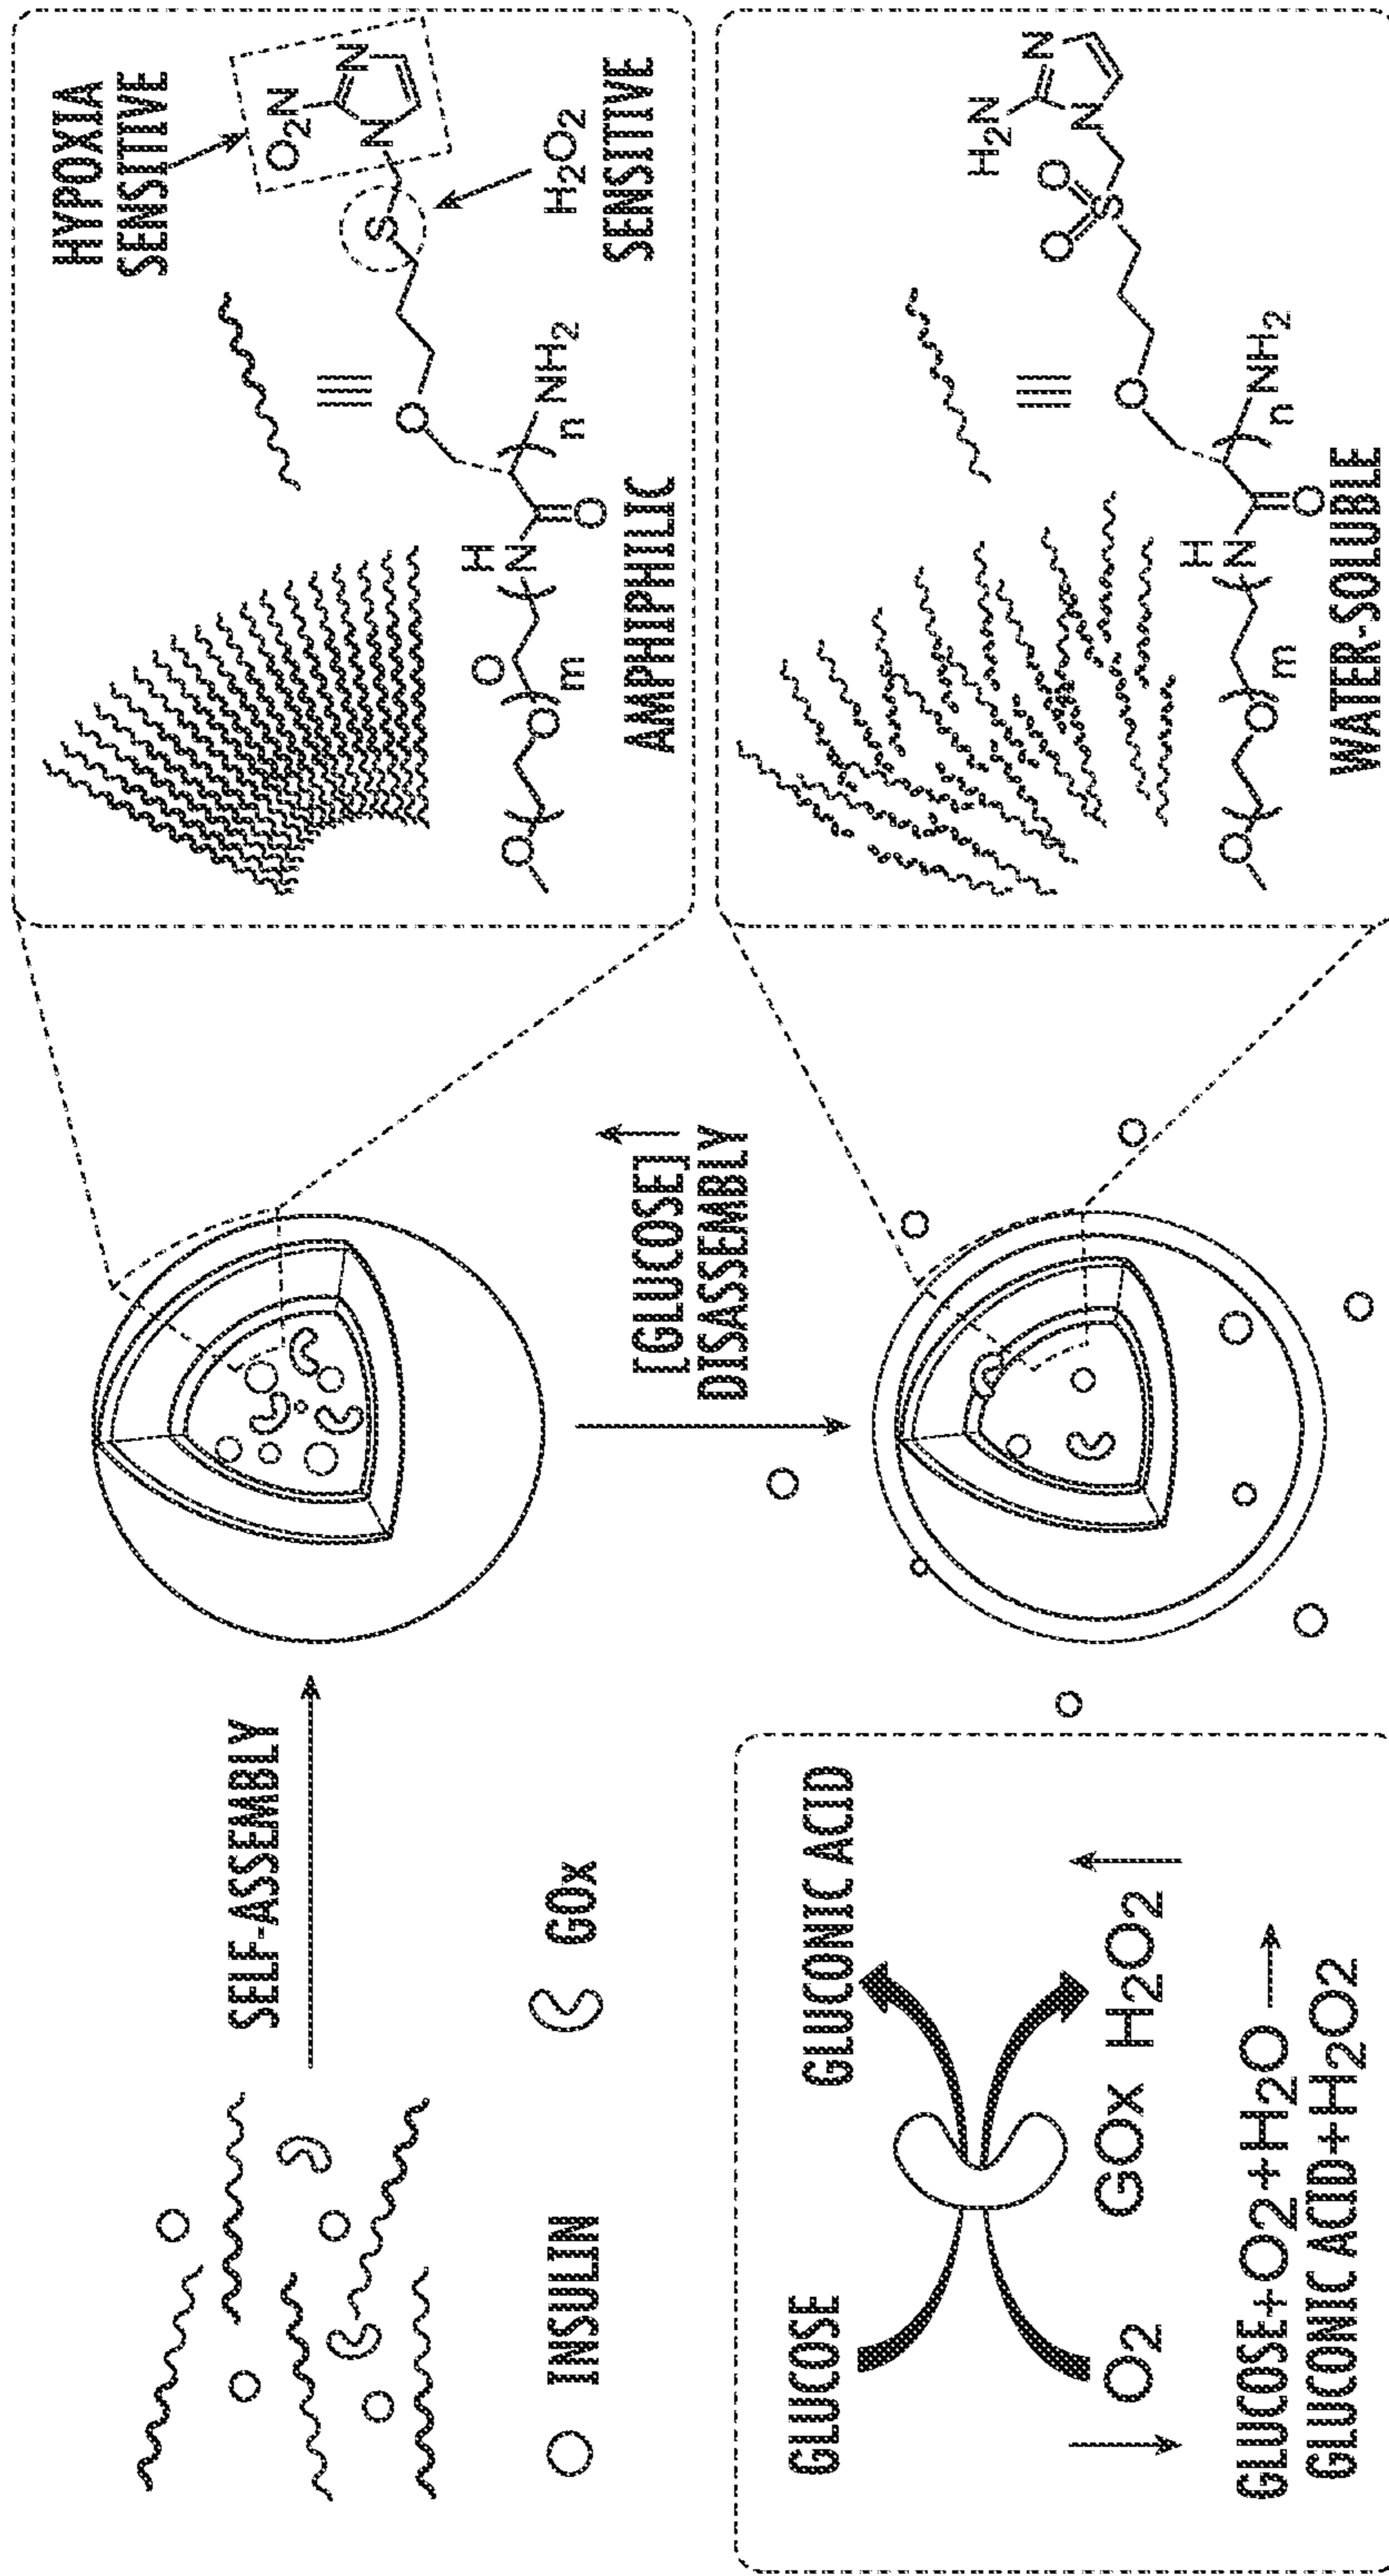 SELF-ASSEMBLY
INSULIN
GOx
HYPOXIA
SENSITIVE
O2N
N
N
S
H2O2
SENSITIVE
O
NH2
n
H
N
O
O
m
O
O
AMPHIPHILIC
[GLUCOSE] ↑
DISASSEMBLY
GLUCOSE
GLUCONIC ACID
↓ O2
GOx H2O2 ↑
GLUCOSE+O2+H2O →
GLUCONIC ACID+H2O2
H2N
N
N
O
S
O
O
NH2
n
H
N
O
m
O
O
WATER-SOLUBLE